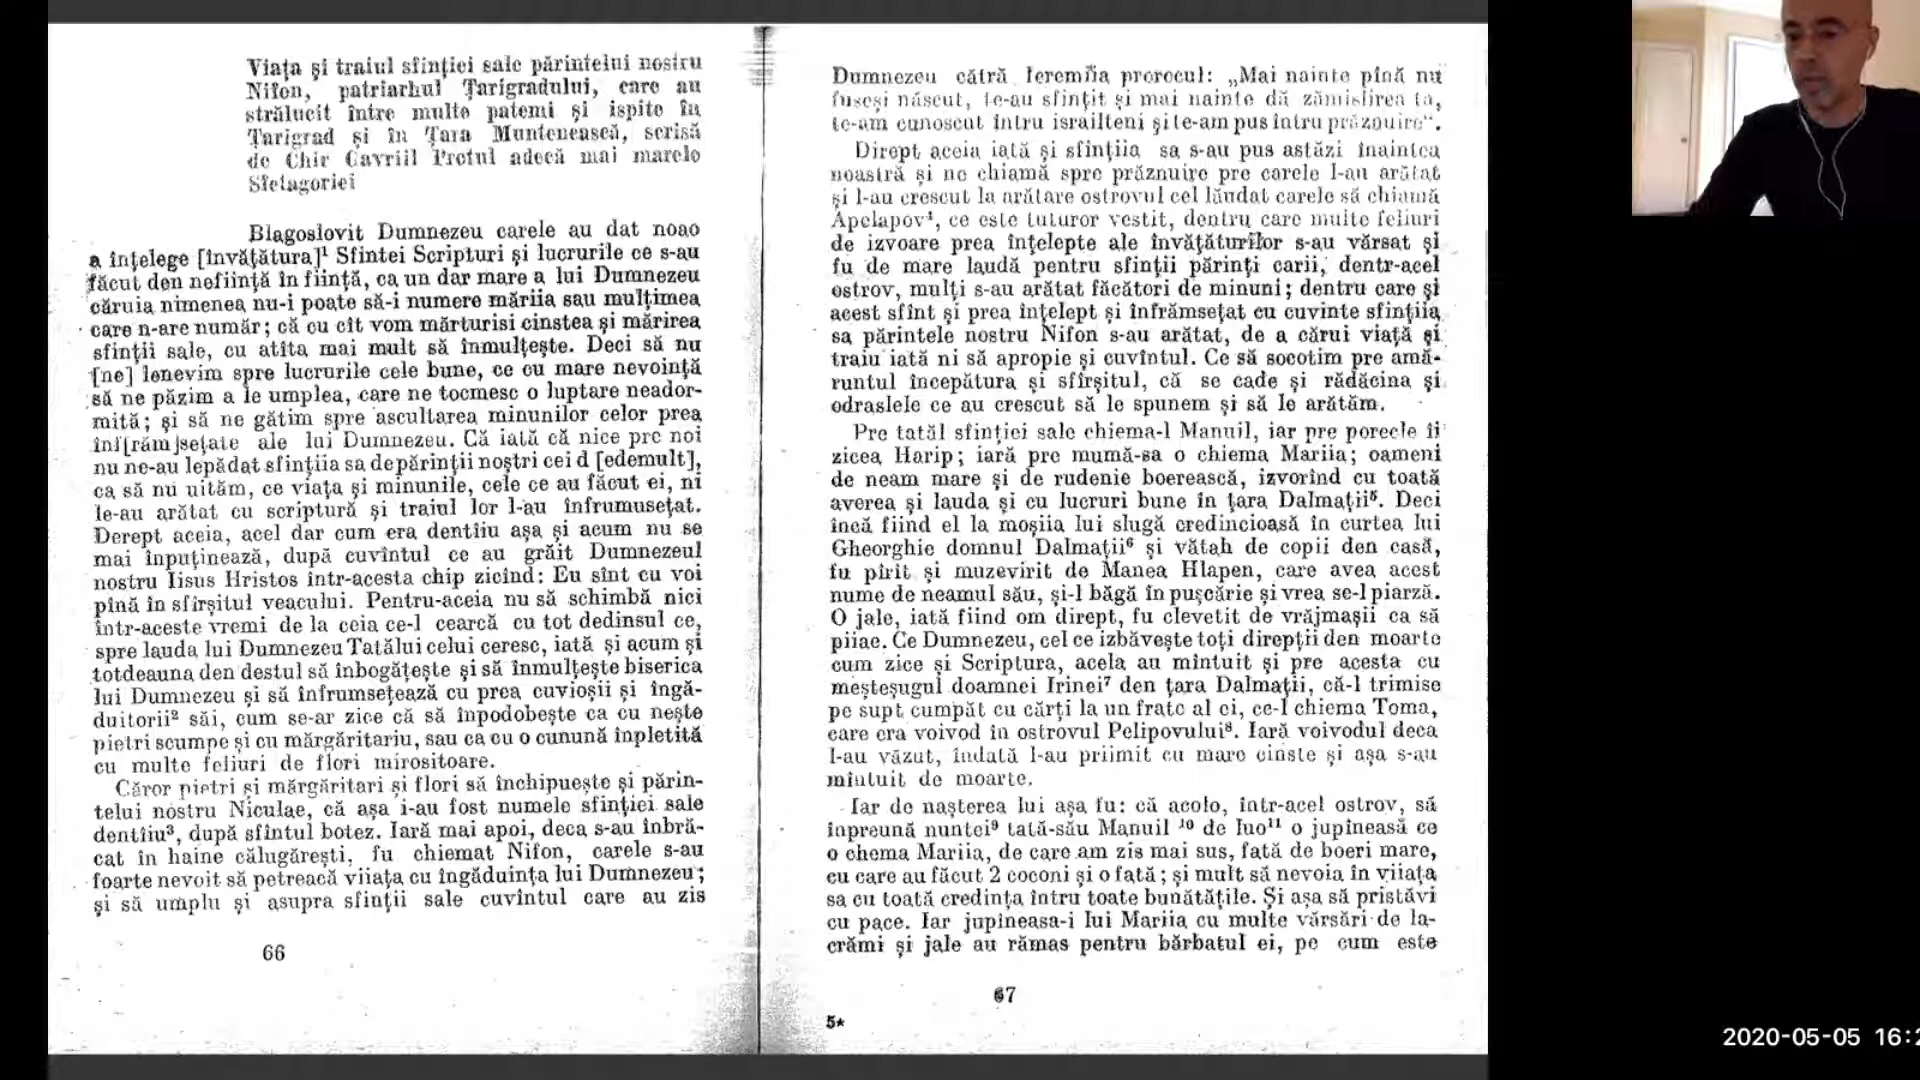 Viața și traiul sfinției sale părintelui nostru
Nifon, patriarhul Țarigradului, care au
strălucit între multe patemi și ispite în
Țarigrad și în Țara Muntenească, scrisă
de Chir Gavriil Protul adecă mai marele
Sfetagoriei
Blagoslovit Dumnezeu carele au dat noao
a înțelege [învățătura]¹ Sfintei Scripturi și lucrurile ce s-au
făcut den neființă în ființă, ca un dar mare a lui Dumnezeu
căruia nimenea nu-i poate să-i numere măriia sau mulțimea
care n-are număr; că cu cît vom mărturisi cinstea și mărirea
sfinții sale, cu atîta mai mult să înmulțește. Deci să nu
[ne] lenevim spre lucrurile cele bune, ce cu mare nevoință
să ne păzim a le umplea, care ne tocmesc o luptare neador-
mită; și să ne gătim spre ascultarea minunilor celor prea
înf[răm]sețate ale lui Dumnezeu. Că iată că nice pre noi
nu ne-au lepădat sfințiia sa de părinții noștri cei d [edemult],
ca să nu uităm, ce viața și minunile, cele ce au făcut ei, ni
le-au arătat cu scriptură și traiul lor l-au înfrumusețat.
Derept aceia, acel dar cum era dentîiu așa și acum nu se
mai înpuținează, după cuvîntul ce au grăit Dumnezeul
nostru Iisus Hristos într-acesta chip zicînd: Eu sînt cu voi
pînă în sfîrșitul veacului. Pentru-aceia nu să schimbă nici
într-aceste vremi de la ceia ce-l cearcă cu tot dedinsul ce,
spre lauda lui Dumnezeu Tatălui celui ceresc, iată și acum și
totdeauna den destul să înbogățește și să înmulțește biserica
lui Dumnezeu și să înfrumsețează cu prea cuvioșii și îngă-
duitorii² săi, cum se-ar zice că să înpodobește ca cu nește
pietri scumpe și cu mărgăritariu, sau ca cu o cunună înpletită
cu multe feliuri de flori mirositoare.
Căror pietri și mărgăritari și flori să închipuește și părin-
telui nostru Niculae, că așa i-au fost numele sfinției sale
dentîiu³, după sfîntul botez. Iară mai apoi, deca s-au înbră-
cat în haine călugărești, fu chiemat Nifon, carele s-au
foarte nevoit să petreacă viiața cu îngăduința lui Dumnezeu;
și să umplu și asupra sfinții sale cuvîntul care au zis
66
Dumnezeu cătră Ieremiia prorocul: „Mai nainte pînă nu
fuseși născut, te-au sfințit și mai nainte dă zămislirea ta,
te-am cunoscut întru israilteni și te-am pus întru prăznuire“.
Dirept aceia iată și sfințiia sa s-au pus astăzi înaintea
noastră și ne chiamă spre prăznuire pre carele l-au arătat
și l-au crescut la arătare ostrovul cel lăudat carele să chiamă
Apelapov⁴, ce este tuturor vestit, dentru care multe feliuri
de izvoare prea înțelepte ale învățăturilor s-au vărsat și
fu de mare laudă pentru sfinții părinți carii, dentr-acel
ostrov, mulți s-au arătat făcători de minuni; dentru care și
acest sfînt și prea înțelept și înfrămsețat cu cuvinte sfințiia
sa părintele nostru Nifon s-au arătat, de a cărui viață și
traiu iată ni să apropie și cuvîntul. Ce să socotim pre amă-
runtul începătura și sfîrșitul, că se cade și rădăcina și
odraslele ce au crescut să le spunem și să le arătăm.
Pre tatăl sfinției sale chiema-l Manuil, iar pre porecle îi
zicea Harip; iară pre mumă-sa o chiema Mariia; oameni
de neam mare și de rudenie boerească, izvorînd cu toată
averea și lauda și cu lucruri bune în țara Dalmații⁵. Deci
încă fiind el la moșiia lui slugă credincioasă în curtea lui
Gheorghie domnul Dalmații⁶ și vătah de copii den casă,
fu pîrît și muzevirit de Manea Hlapen, care avea acest
nume de neamul său, și-l băgă în pușcărie și vrea se-l piarză.
O jale, iată fiind om dirept, fu clevetit de vrăjmașii ca să
piiae. Ce Dumnezeu, cel ce izbăvește toți direpții den moarte
cum zice și Scriptura, acela au mîntuit și pre acesta cu
meșteșugul doamnei Irinei⁷ den țara Dalmații, că-l trimise
pe supt cumpăt cu cărți la un frate al ei, ce-l chiema Toma,
care era voivod în ostrovul Pelipovului⁸. Iară voivodul deca
l-au văzut, îndată l-au priimit cu mare cinste și așa s-au
mîntuit de moarte.
Iar de nașterea lui așa fu: că acolo, într-acel ostrov, să
înpreună nuntei⁹ tată-său Manuil ¹⁰ de Iuo¹¹ o jupîneasă ce
o chema Mariia, de care am zis mai sus, fată de boeri mare,
cu care au făcut 2 coconi și o fată; și mult să nevoia în viiața
sa cu toată credința întru toate bunătățile. Și așa să pristăvi
cu pace. Iar jupîneasa-i lui Mariia cu multe vărsări de la-
crămi și jale au rămas pentru bărbatul ei, pe cum este
67
5*
2020-05-05 16:2